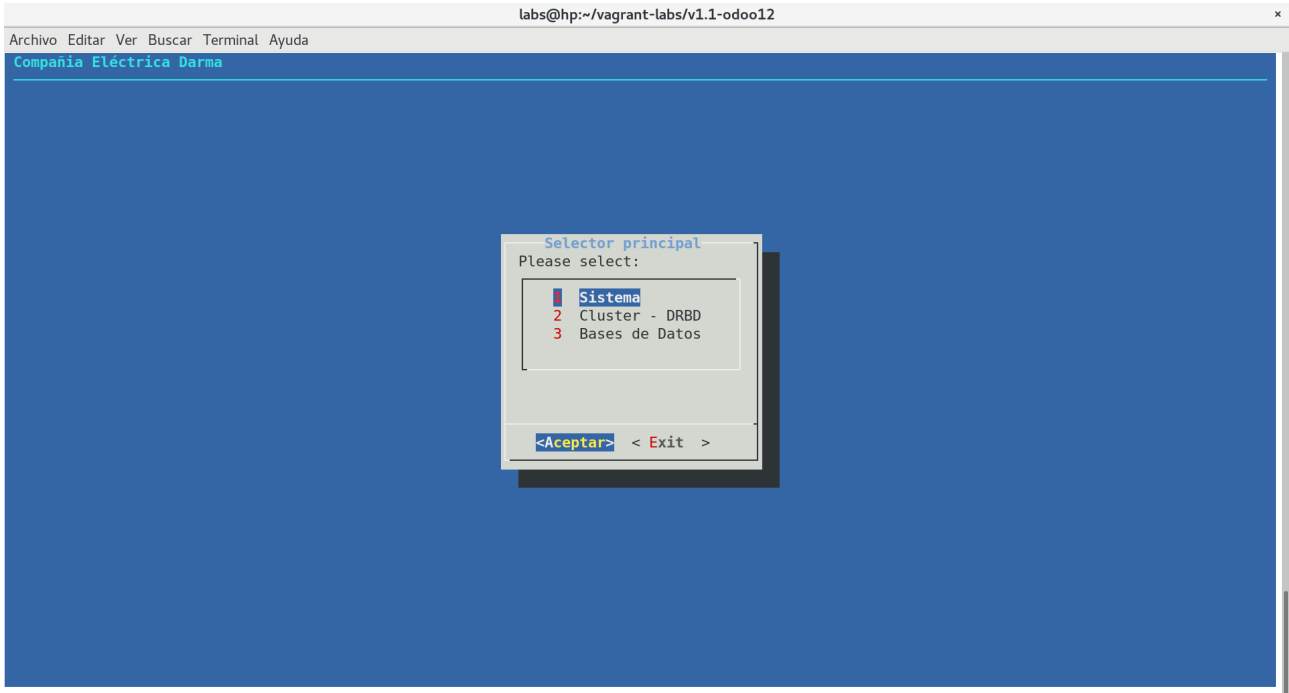 labs@hp:~/vagrant-labs/v1.1-odoo12 ×
Archivo Editar Ver Buscar Terminal Ayuda
Compañia Eléctrica Darma
Selector principal
Please select:
1 Sistema
2 Cluster - DRBD
3 Bases de Datos
<Aceptar> < Exit >